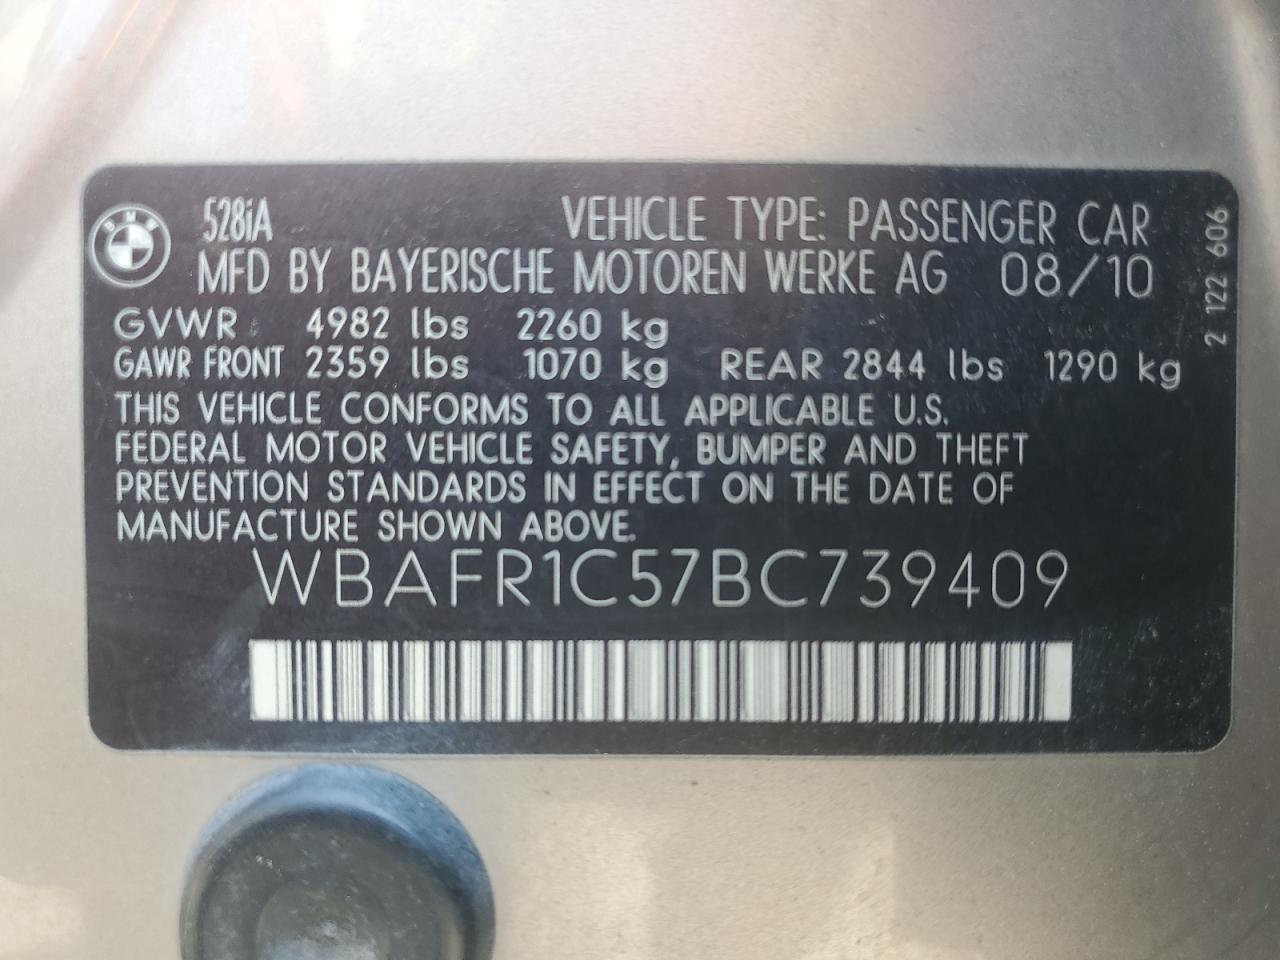 BMW
528iA VEHICLE TYPE: PASSENGER CAR
MFD BY BAYERISCHE MOTOREN WERKE AG 08/10
GVWR 4982 lbs 2260 kg
GAWR FRONT 2359 lbs 1070 kg REAR 2844 lbs 1290 kg
THIS VEHICLE CONFORMS TO ALL APPLICABLE U.S.
FEDERAL MOTOR VEHICLE SAFETY, BUMPER AND THEFT
PREVENTION STANDARDS IN EFFECT ON THE DATE OF
MANUFACTURE SHOWN ABOVE.
WBAFR1C57BC739409
2 122 606